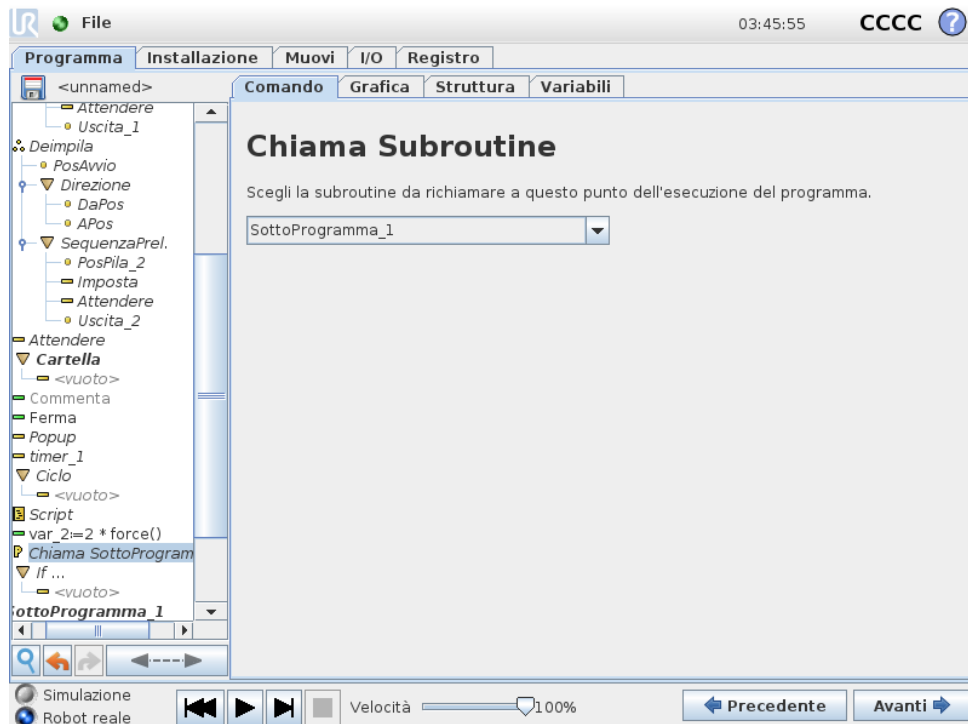 UR File 03:45:55 CCCC ?
Programma Installazione Muovi I/O Registro
<unnamed> Comando Grafica Struttura Variabili
Attendere
Uscita_1
Deimpila
PosAvvio
Direzione
DaPos
APos
SequenzaPrel.
PosPila_2
Imposta
Attendere
Uscita_2
Attendere
Cartella
<vuoto>
Commenta
Ferma
Popup
timer_1
Ciclo
<vuoto>
Script
var_2:=2 * force()
Chiama SottoProgram
If ...
<vuoto>
SottoProgramma_1
Chiama Subroutine
Scegli la subroutine da richiamare a questo punto dell'esecuzione del programma.
SottoProgramma_1
Simulazione
Robot reale
Velocità 100%
Precedente Avanti